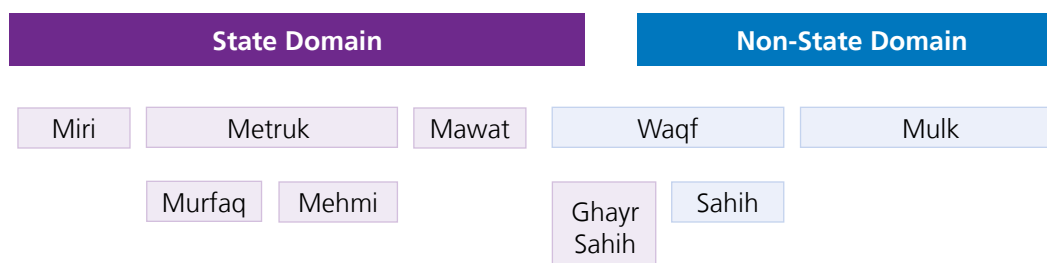 State Domain
Non-State Domain
Miri
Metruk
Mawat
Waqf
Mulk
Murfaq
Mehmi
Ghayr
Sahih
Sahih